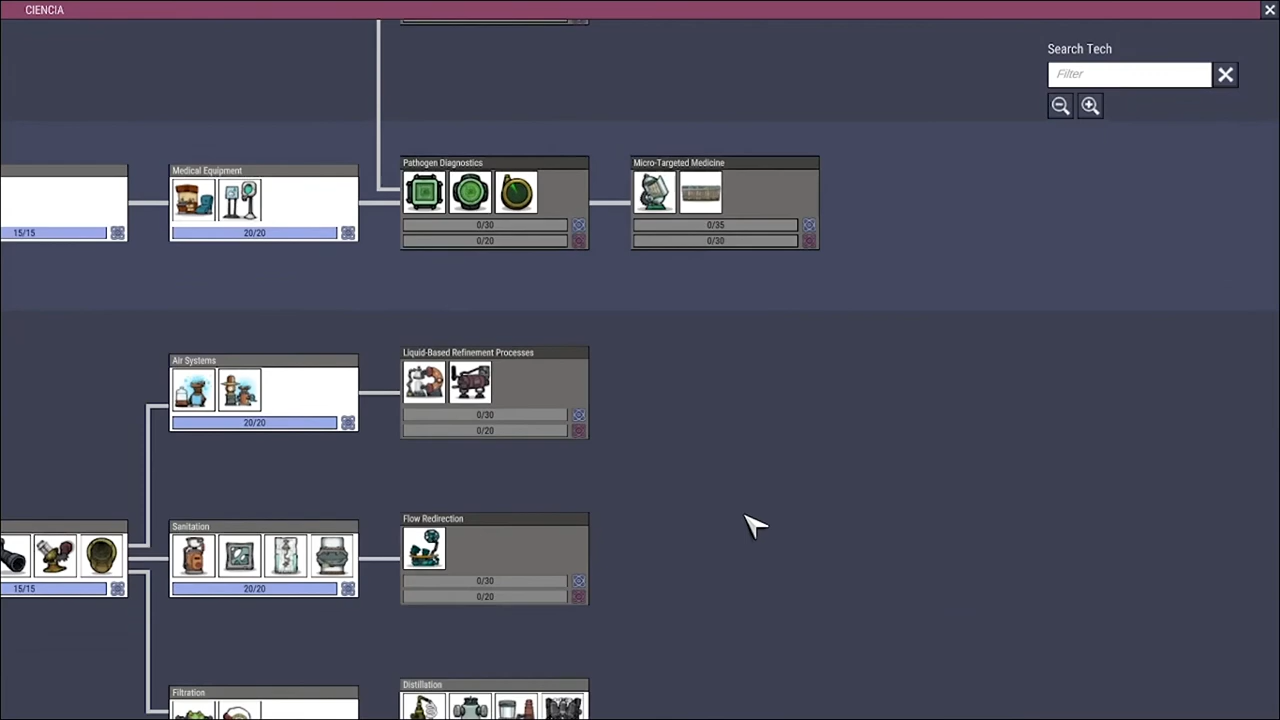 CIENCIA
Search Tech
Filter
Medical Equipment
Pathogen Diagnostics
Micro-Targeted Medicine
15/15
20/20
0/30
0/20
0/35
0/30
Air Systems
Liquid-Based Refinement Processes
20/20
0/30
0/20
Sanitation
Flow Redirection
15/15
20/20
0/30
0/20
Filtration
Distillation